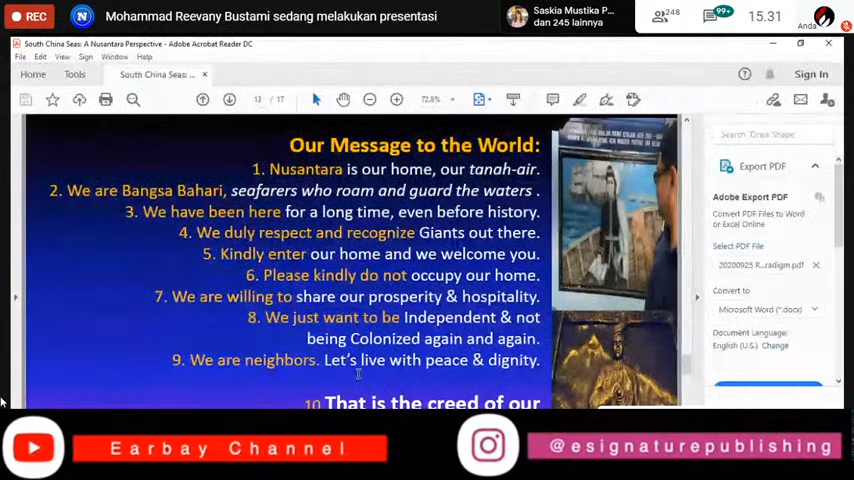 REC
Mohammad Reevany Bustami sedang melakukan presentasi
Saskia Mustika P...
dan 245 lainnya
248
99+
15.31
Anda
South China Seas: A Nusantara Perspective - Adobe Acrobat Reader DC
File Edit View Sign Window Help
Home Tools South China Seas: ... × Sign In
13 / 17 72.8%
Our Message to the World:
1. Nusantara is our home, our tanah-air.
2. We are Bangsa Bahari, seafarers who roam and guard the waters .
3. We have been here for a long time, even before history.
4. We duly respect and recognize Giants out there.
5. Kindly enter our home and we welcome you.
6. Please kindly do not occupy our home.
7. We are willing to share our prosperity & hospitality.
8. We just want to be Independent & not
being Colonized again and again.
9. We are neighbors. Let's live with peace & dignity.
10 That is the creed of our
Search 'Draw Shape'
Export PDF
Adobe Export PDF
Convert PDF Files to Word
or Excel Online
Select PDF File
20200925 R...radigm.pdf ×
Convert to
Microsoft Word (*.docx)
Document Language:
English (U.S.) Change
Earbay Channel
@esignaturepublishing